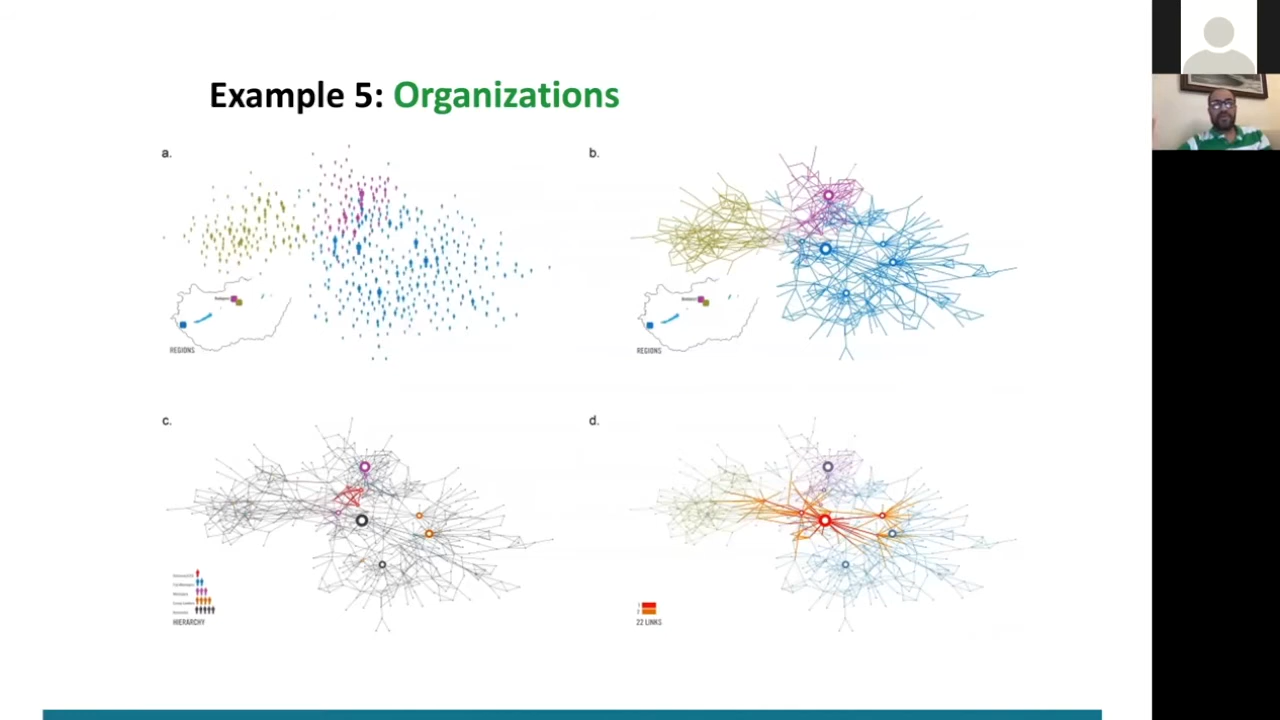 Example 5: Organizations
a.
b.
REGIONS
REGIONS
c.
d.
HIERARCHY
22 LINKS